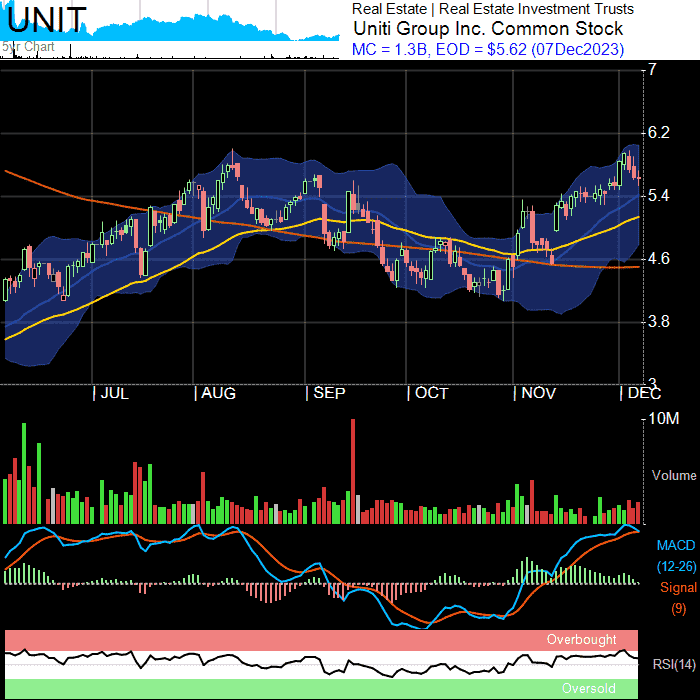 UNIT
5yr Chart
Real Estate | Real Estate Investment Trusts
Uniti Group Inc. Common Stock
MC = 1.3B, EOD = $5.62 (07Dec2023)
7
6.2
5.4
4.6
3.8
3
| JUL | AUG | SEP | OCT | NOV | DEC
10M
Volume
MACD
(12-26)
Signal
(9)
Overbought
RSI(14)
Oversold